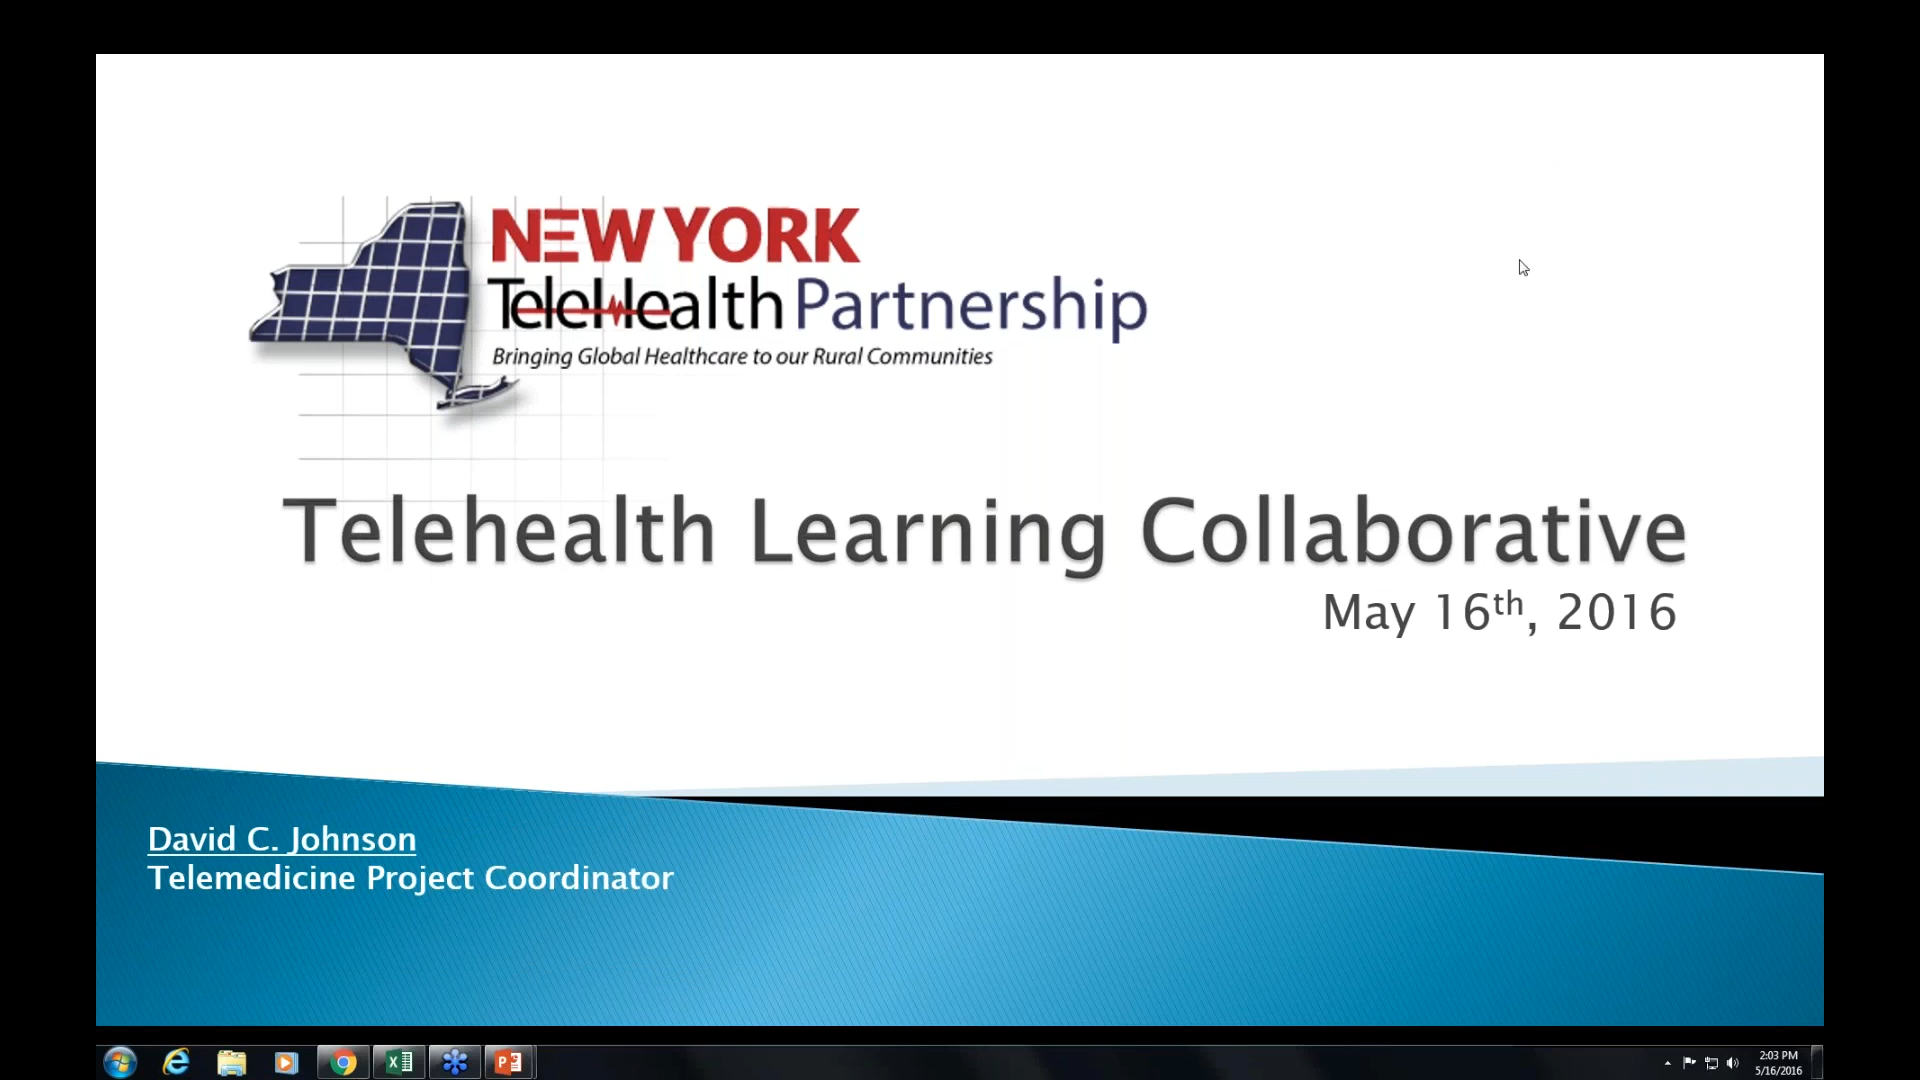 NEW YORK
TeleHealth Partnership
Bringing Global Healthcare to our Rural Communities
Telehealth Learning Collaborative
May 16th, 2016
David C. Johnson
Telemedicine Project Coordinator
2:03 PM
5/16/2016